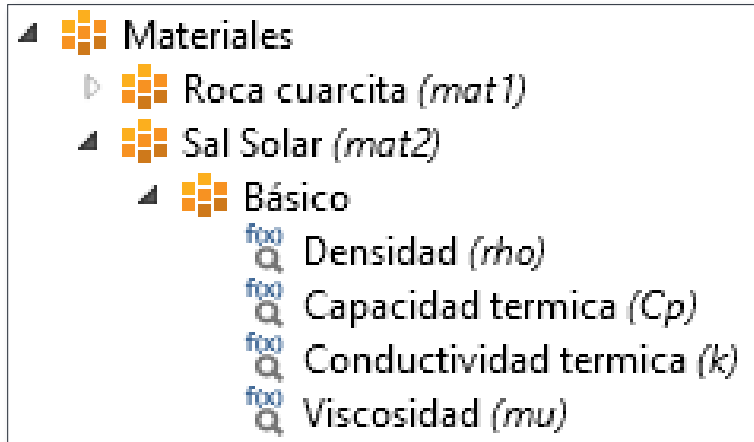 Materiales
Roca cuarcita (mat1)
Sal Solar (mat2)
Básico
f(x) Densidad (rho)
f(x) Capacidad termica (Cp)
f(x) Conductividad termica (k)
f(x) Viscosidad (mu)